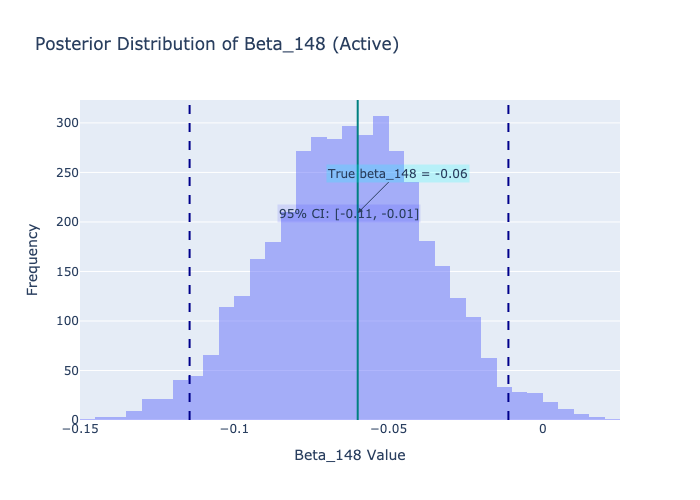 Posterior Distribution of Beta_148 (Active)
300
250
True beta_148 = -0.06
200
95% CI: [-0.11, -0.01]
Frequency
150
100
50
0
−0.15
−0.1
−0.05
0
Beta_148 Value